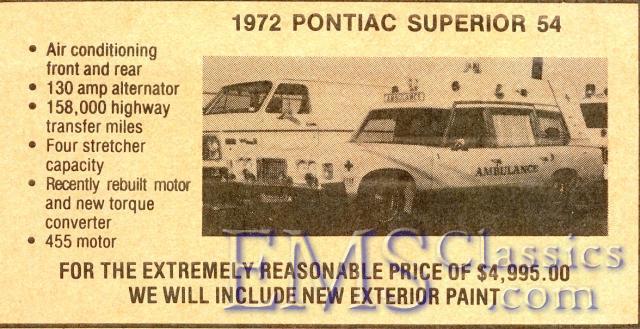 1972 PONTIAC SUPERIOR 54
• Air conditioning
front and rear
• 130 amp alternator
• 158,000 highway
transfer miles
• Four stretcher
capacity
• Recently rebuilt motor
and new torque
converter
• 455 motor
AMBULANCE
AMBULANCE
EMSClassics
.com
FOR THE EXTREMELY REASONABLE PRICE OF $4,995.00
WE WILL INCLUDE NEW EXTERIOR PAINT